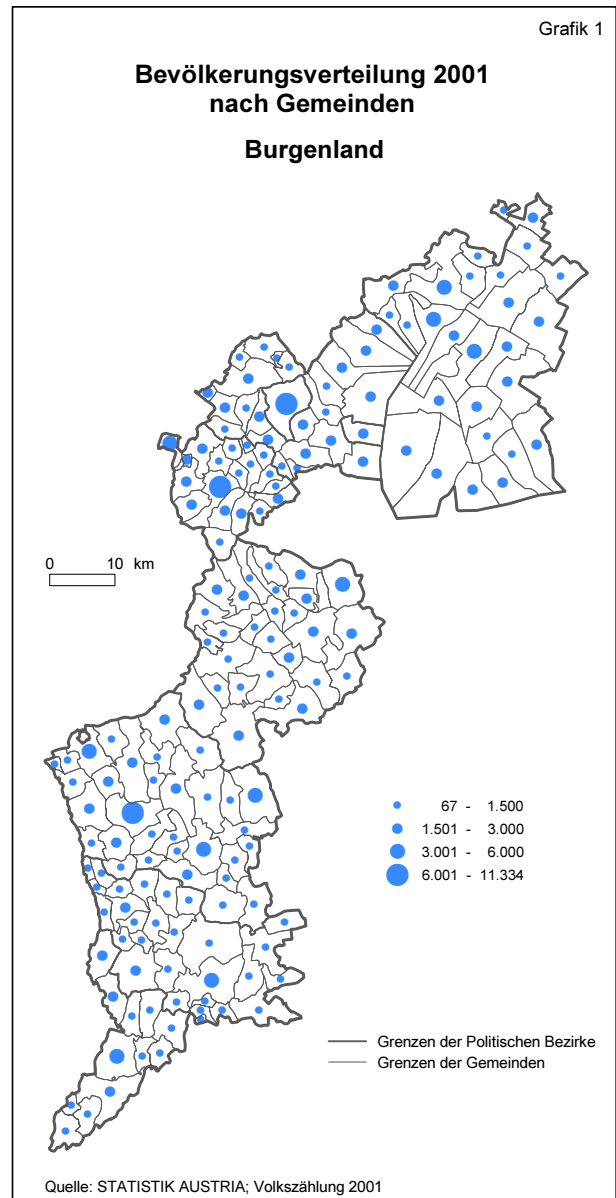 Grafik 1
Bevölkerungsverteilung 2001
nach Gemeinden
Burgenland
0 10 km
67 - 1.500
1.501 - 3.000
3.001 - 6.000
6.001 - 11.334
Grenzen der Politischen Bezirke
Grenzen der Gemeinden
Quelle: STATISTIK AUSTRIA; Volkszählung 2001